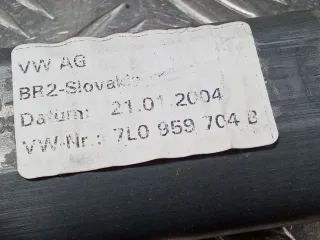 VW AG
BR2-Slovakia
Datum: 21.01.2004
VW-Nr.: 7L0 959 704 B